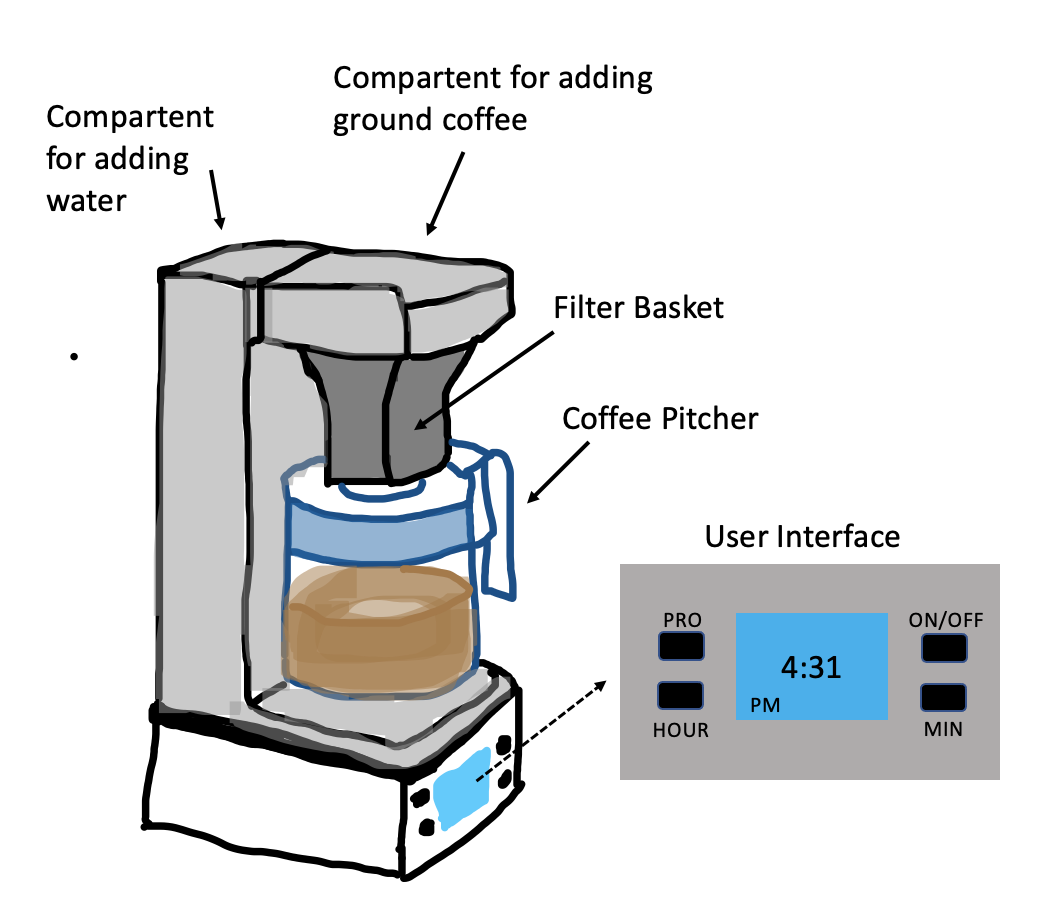 Compartent for adding
ground coffee
Compartent
for adding
water
Filter Basket
Coffee Pitcher
User Interface
PRO
ON/OFF
4:31
PM
HOUR
MIN